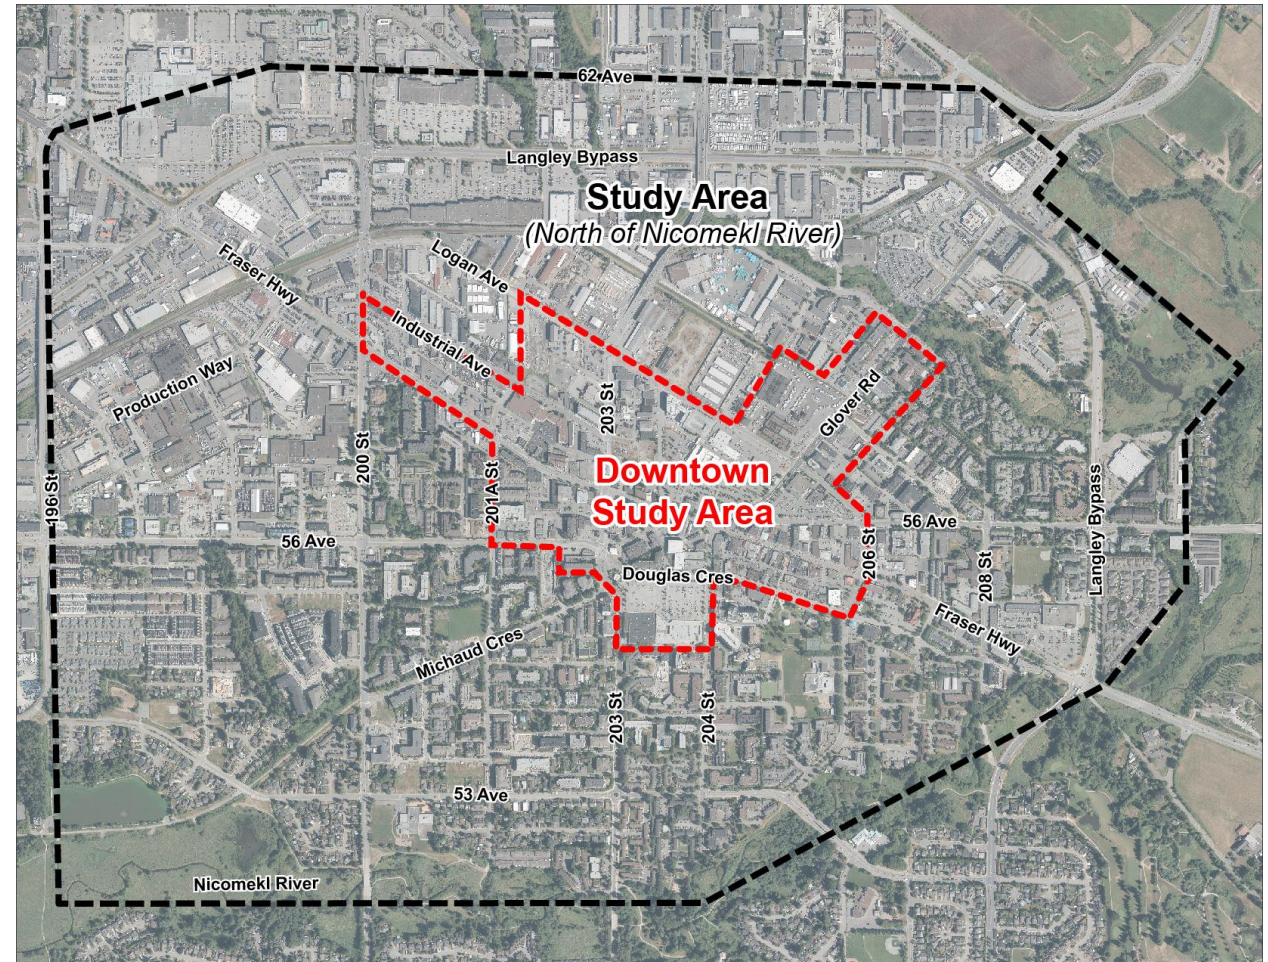 62 Ave
Langley Bypass
Study Area
(North of Nicomekl River)
Logan Ave
Fraser Hwy
Industrial Ave
Production Way
203 St
Glover Rd
200 St
Downtown
Study Area
201A St
196 St
Langley Bypass
56 Ave
56 Ave
206 St
208 St
Douglas Cres
Michaud Cres
Fraser Hwy
203 St
204 St
53 Ave
Nicomekl River